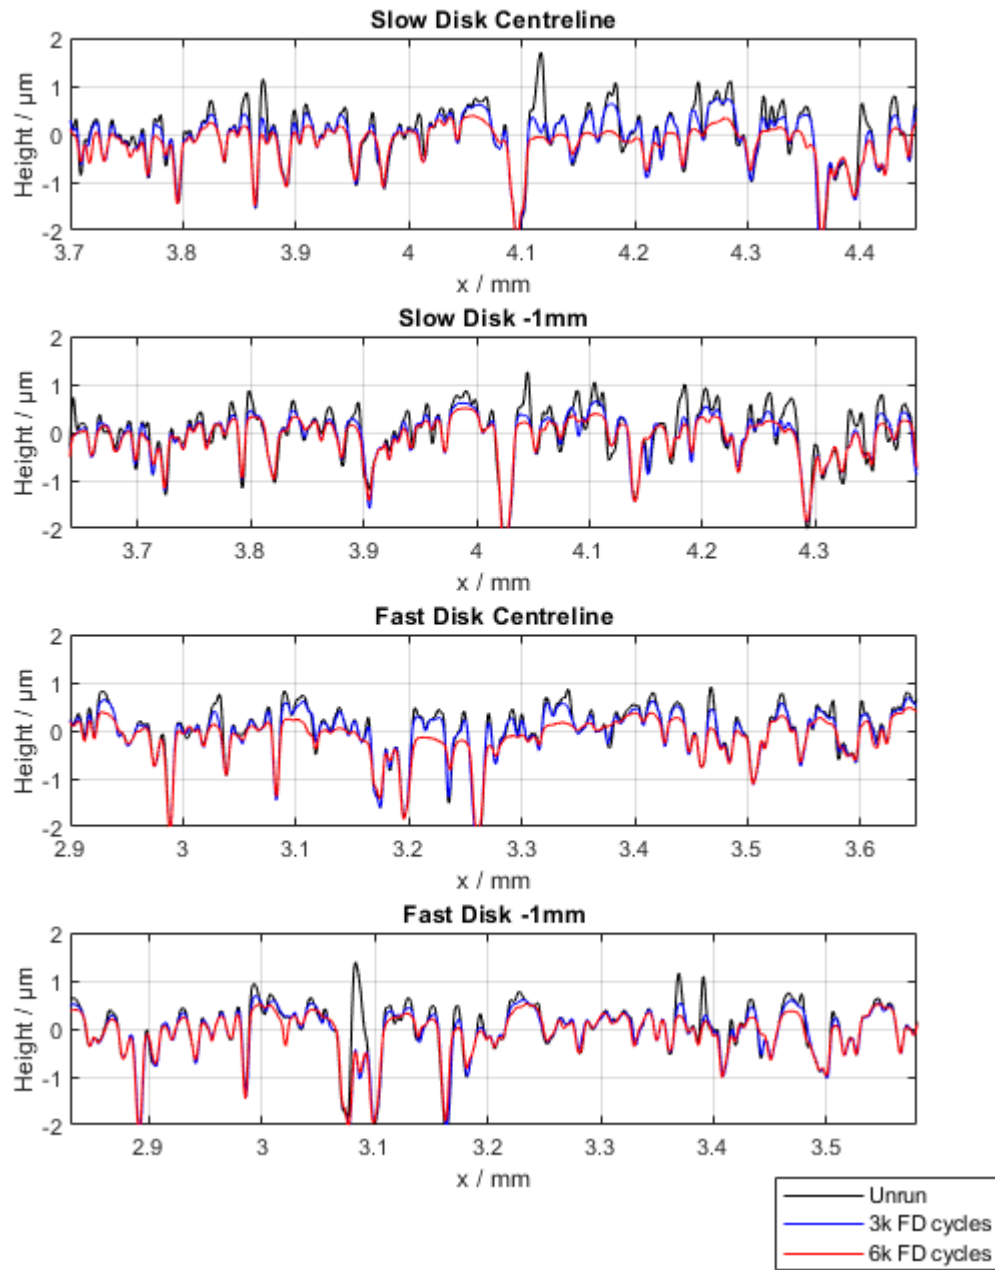 Slow Disk Centreline
2
1
0
-1
-2
Height / µm
3.7 3.8 3.9 4 4.1 4.2 4.3 4.4
x / mm
Slow Disk -1mm
2
1
0
-1
-2
Height / µm
3.7 3.8 3.9 4 4.1 4.2 4.3
x / mm
Fast Disk Centreline
2
1
0
-1
-2
Height / µm
2.9 3 3.1 3.2 3.3 3.4 3.5 3.6
x / mm
Fast Disk -1mm
2
1
0
-1
-2
Height / µm
2.9 3 3.1 3.2 3.3 3.4 3.5
x / mm
Unrun
3k FD cycles
6k FD cycles